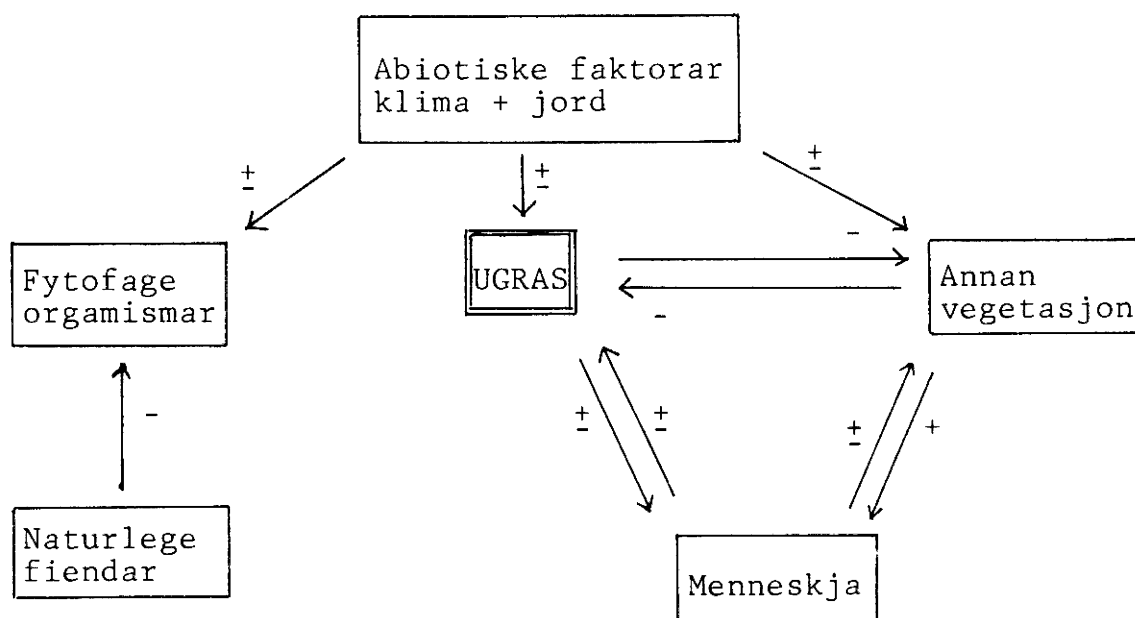 Abiotiske faktorar
klima + jord
±
±
±
Fytofage
orgamismar
UGRAS
-
-
Annan
vegetasjon
-
±
±
±
+
Naturlege
fiendar
Menneskja